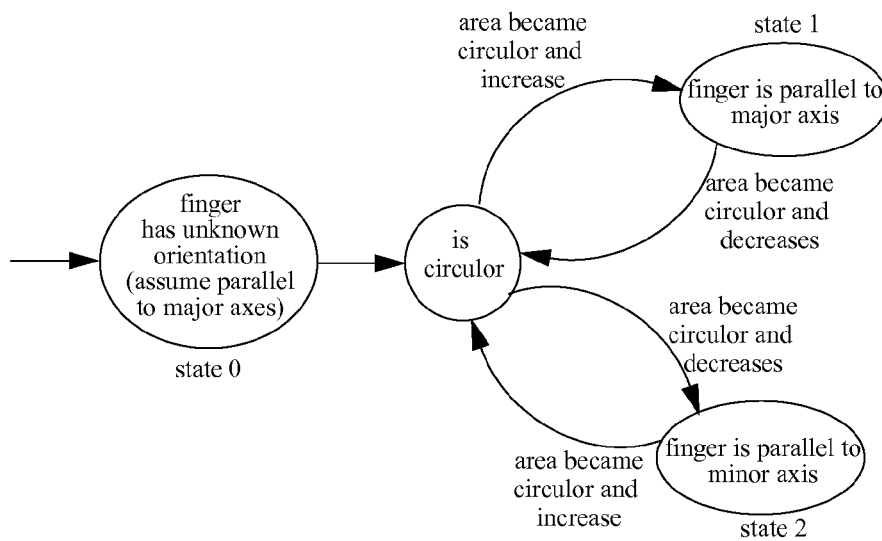 state 1
area became
circulor and
increase
finger is parallel to
major axis
area became
circulor and
decreases
finger
has unknown
orientation
(assume parallel
to major axes)
state 0
is
circulor
area became
circulor and
decreases
area became
circulor and
increase
finger is parallel to
minor axis
state 2